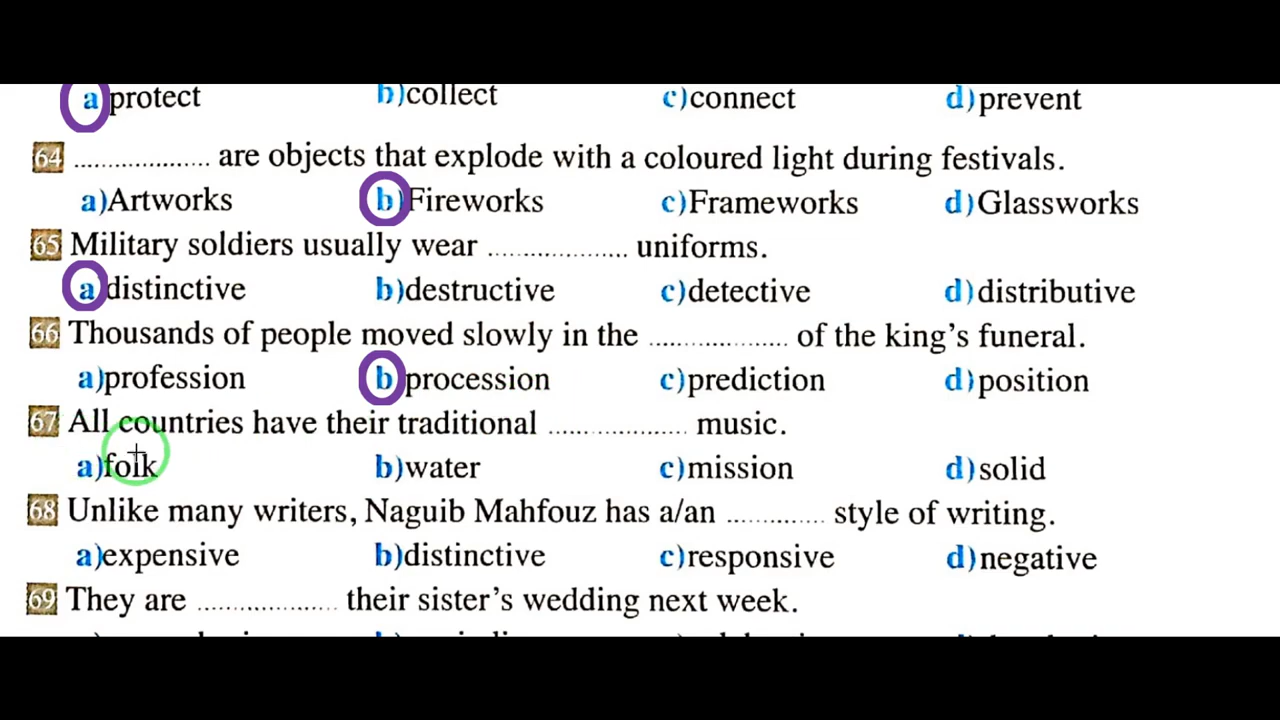 a protect b)collect c)connect d)prevent
64 .................... are objects that explode with a coloured light during festivals.
a)Artworks b)Fireworks c)Frameworks d)Glassworks
65 Military soldiers usually wear .................... uniforms.
a distinctive b)destructive c)detective d)distributive
66 Thousands of people moved slowly in the .................... of the king's funeral.
a)profession b procession c)prediction d)position
67 All countries have their traditional .................... music.
a)folk b)water c)mission d)solid
68 Unlike many writers, Naguib Mahfouz has a/an .............. style of writing.
a)expensive b)distinctive c)responsive d)negative
69 They are .................... their sister's wedding next week.